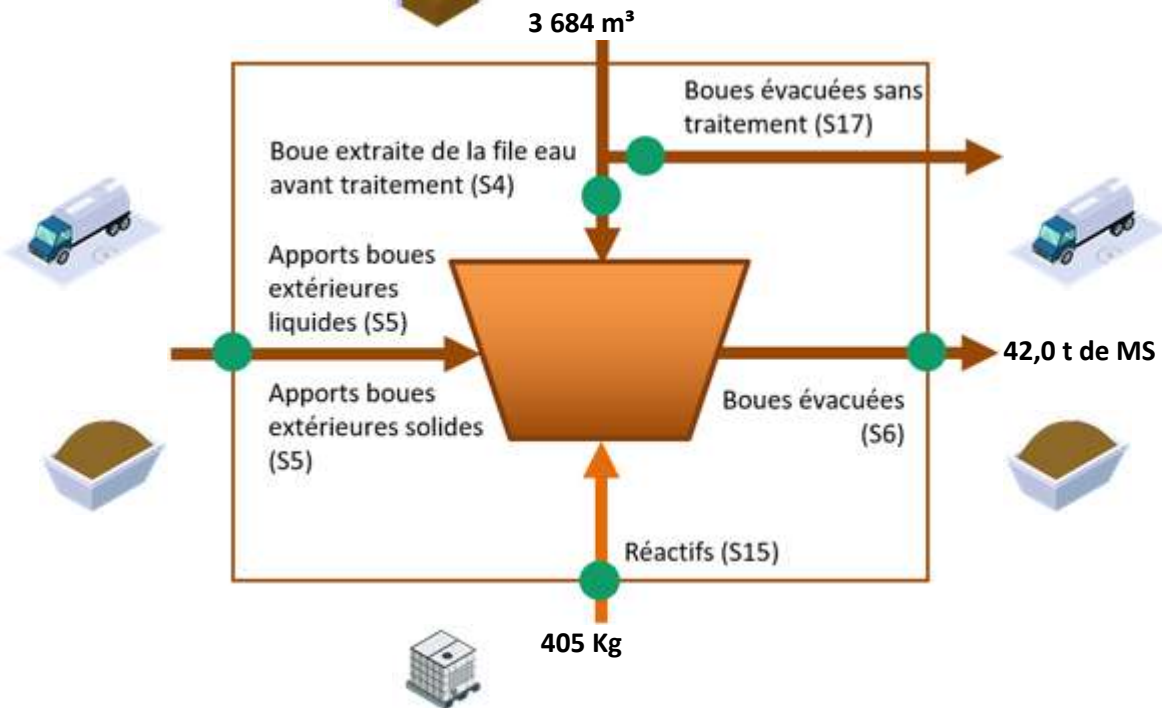 3 684 m³
Boues évacuées sans
traitement (S17)
Boue extraite de la file eau
avant traitement (S4)
Apports boues
extérieures
liquides (S5)
42,0 t de MS
Apports boues
extérieures solides
(S5)
Boues évacuées
(S6)
Réactifs (S15)
405 Kg